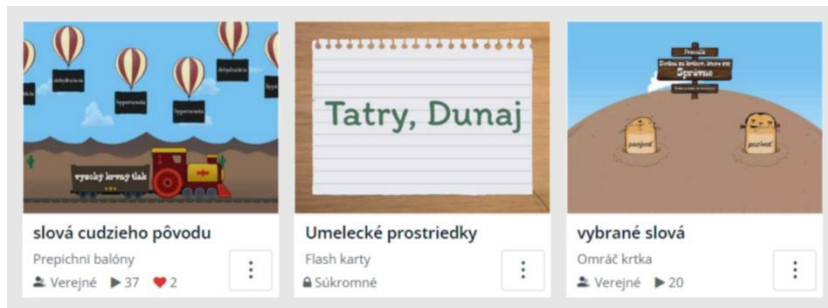 vysoký krvný tlak
slová cudzieho pôvodu
Prepichni balóny
Verejné 37 2
Tatry, Dunaj
Umelecké prostriedky
Flash karty
Súkromné
Správne
vybrané slová
Omráč krtka
Verejné 20